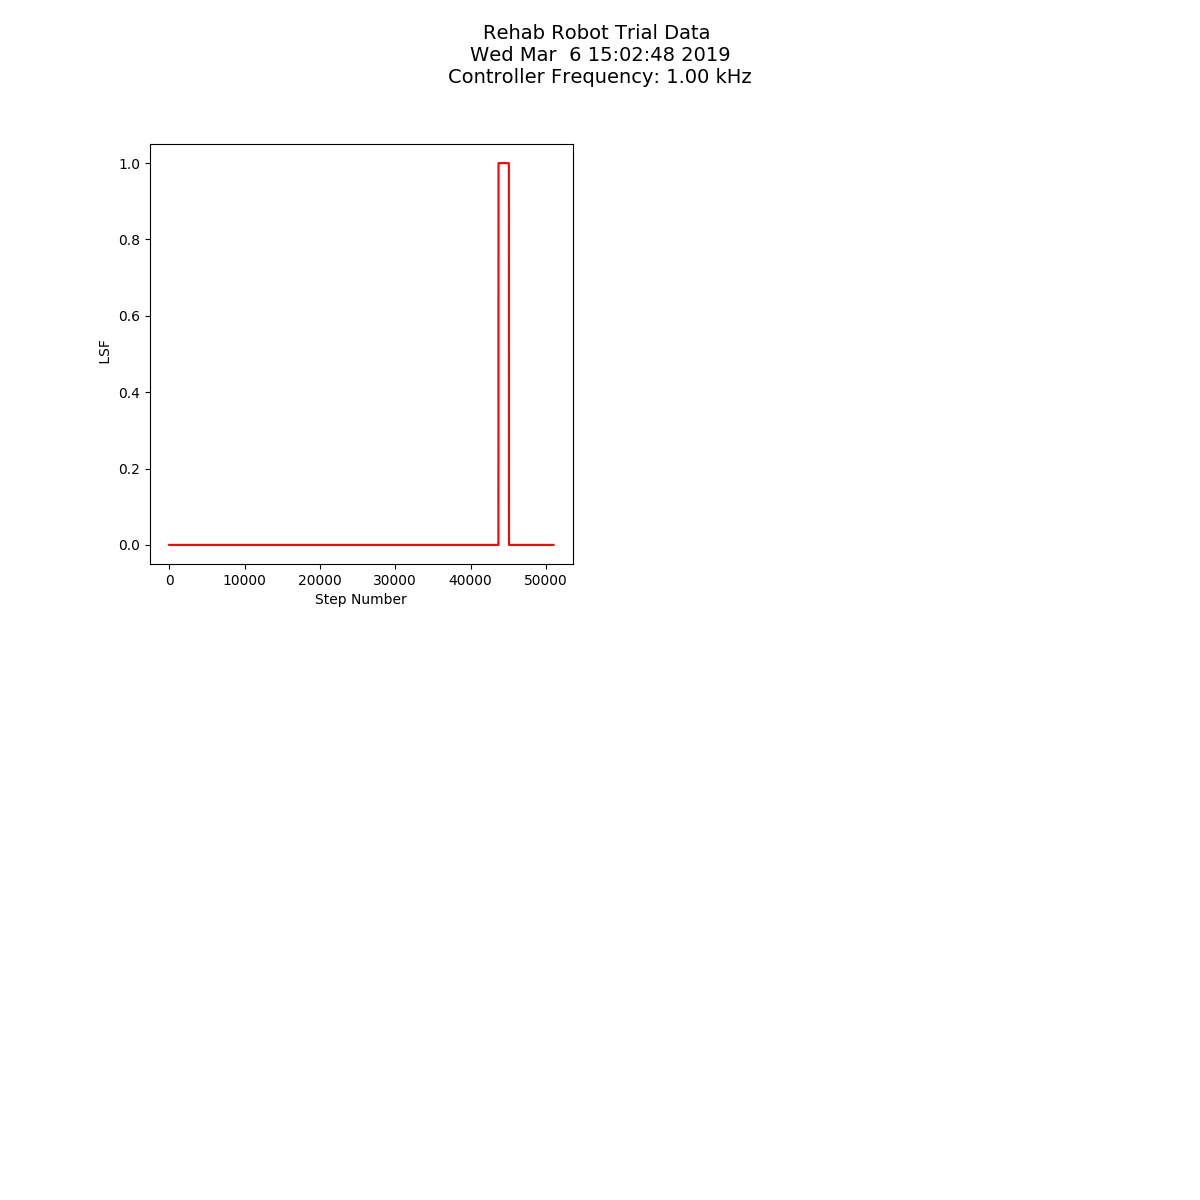 Rehab Robot Trial Data
Wed Mar  6 15:02:48 2019
Controller Frequency: 1.00 kHz
1.0
0.8
0.6
LSF
0.4
0.2
0.0
0 10000 20000 30000 40000 50000
Step Number